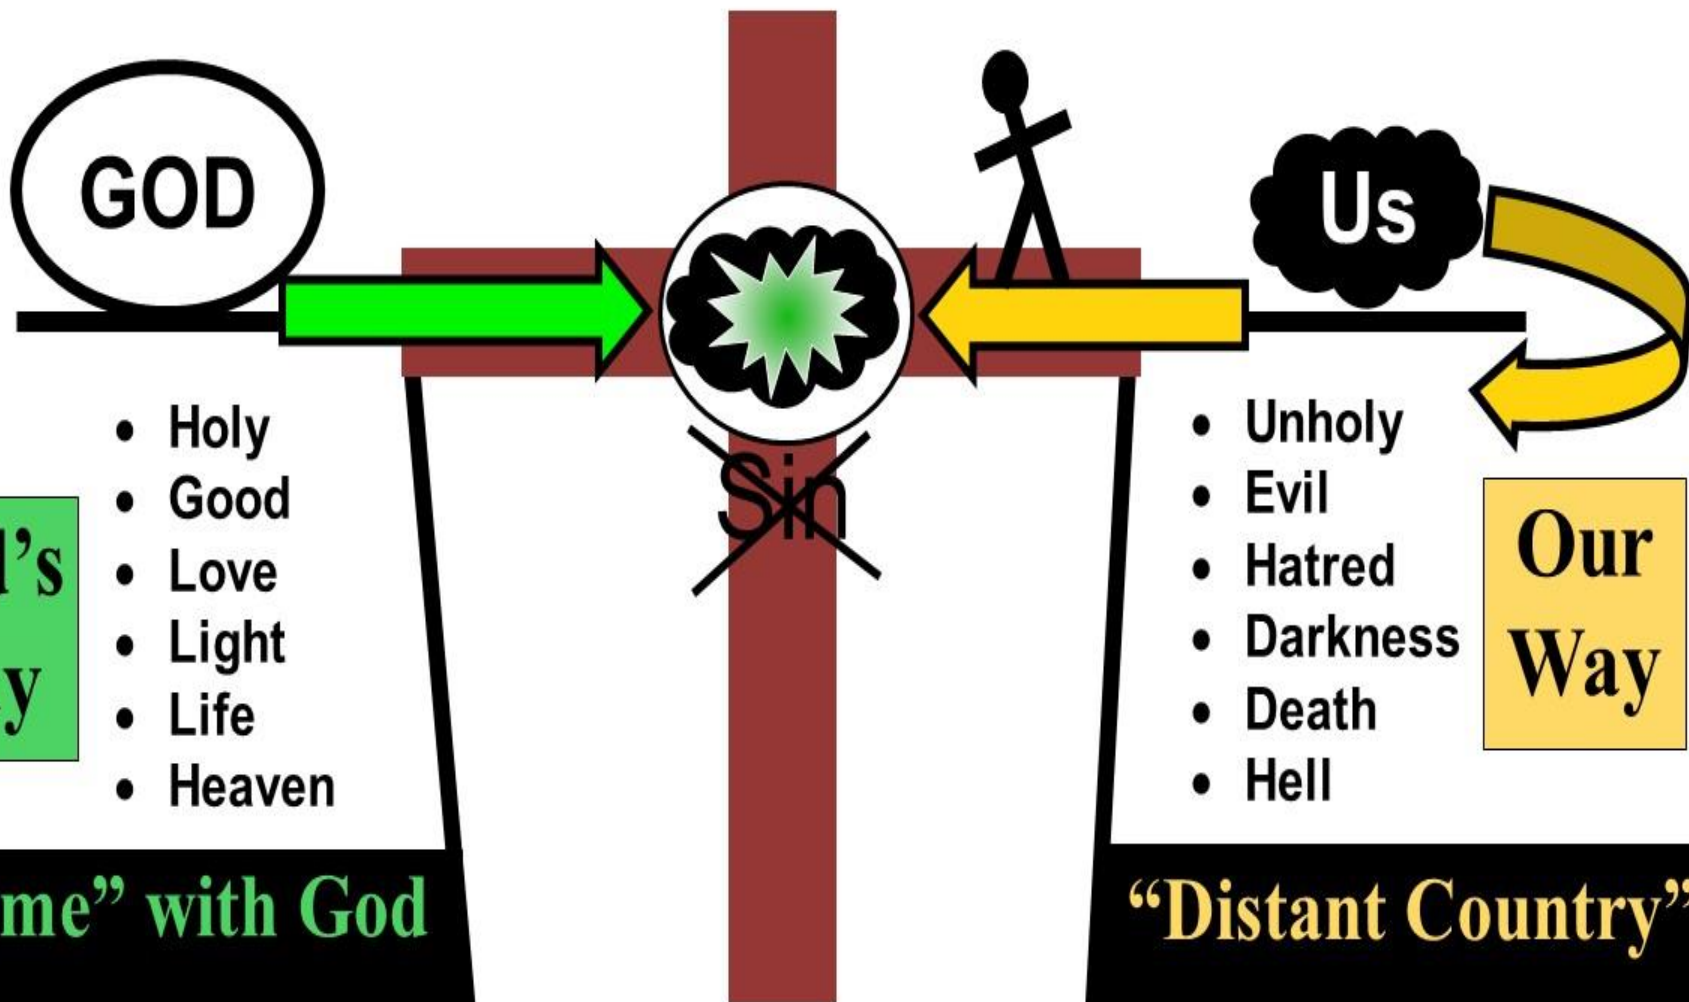 GOD
Us
• Holy
• Good
• Love
• Light
• Life
• Heaven
Sin
• Unholy
• Evil
• Hatred
• Darkness
• Death
• Hell
’s
y
Our
Way
me” with God
“Distant Country”